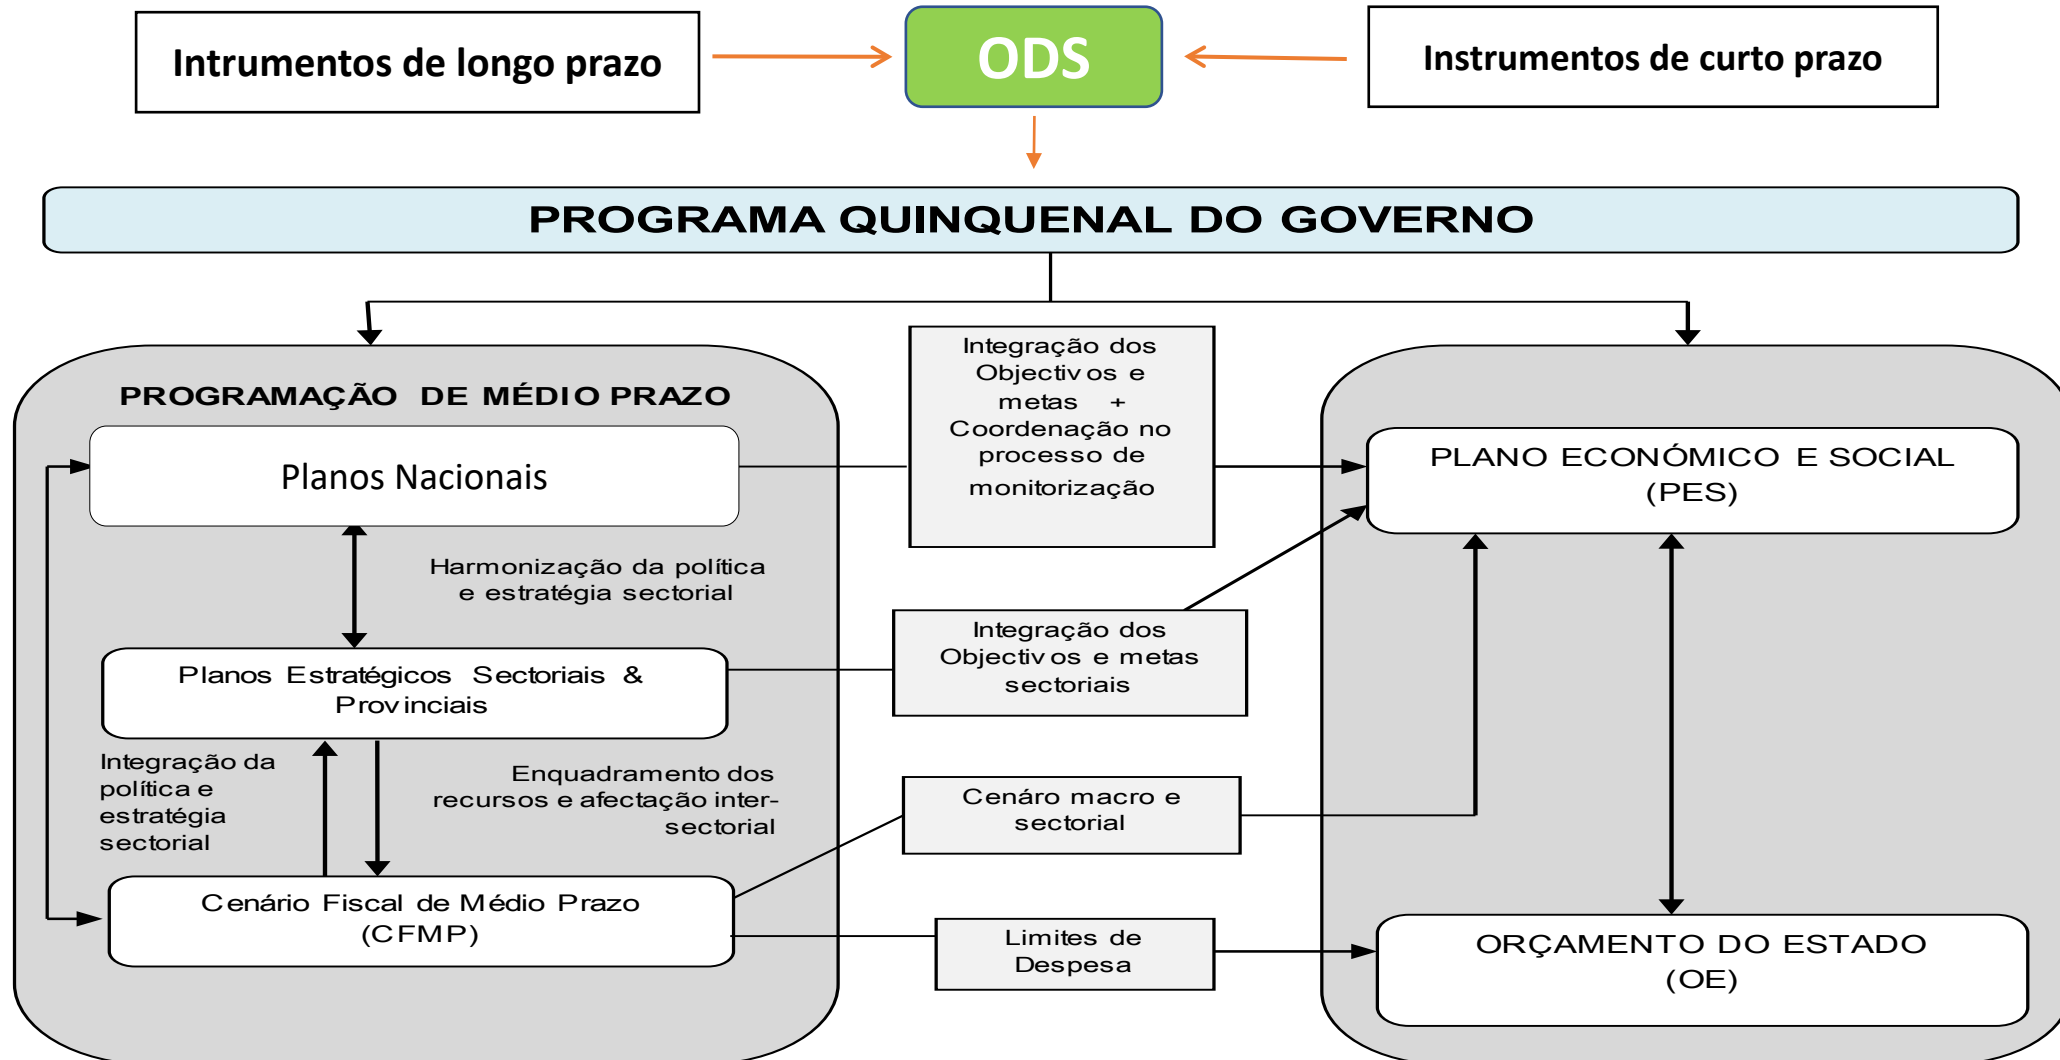 Intrumentos de longo prazo
ODS
Instrumentos de curto prazo
PROGRAMA QUINQUENAL DO GOVERNO
PROGRAMAÇÃO DE MÉDIO PRAZO
Planos Nacionais
Harmonização da política
e estratégia sectorial
Planos Estratégicos Sectoriais &
Provinciais
Integração da
política e
estratégia
sectorial
Enquadramento dos
recursos e afectação inter-
sectorial
Cenário Fiscal de Médio Prazo
(CFMP)
Integração dos
Objectivos e
metas +
Coordenação no
processo de
monitorização
Integração dos
Objectivos e metas
sectoriais
Cenáro macro e
sectorial
Limites de
Despesa
PLANO ECONÓMICO E SOCIAL
(PES)
ORÇAMENTO DO ESTADO
(OE)